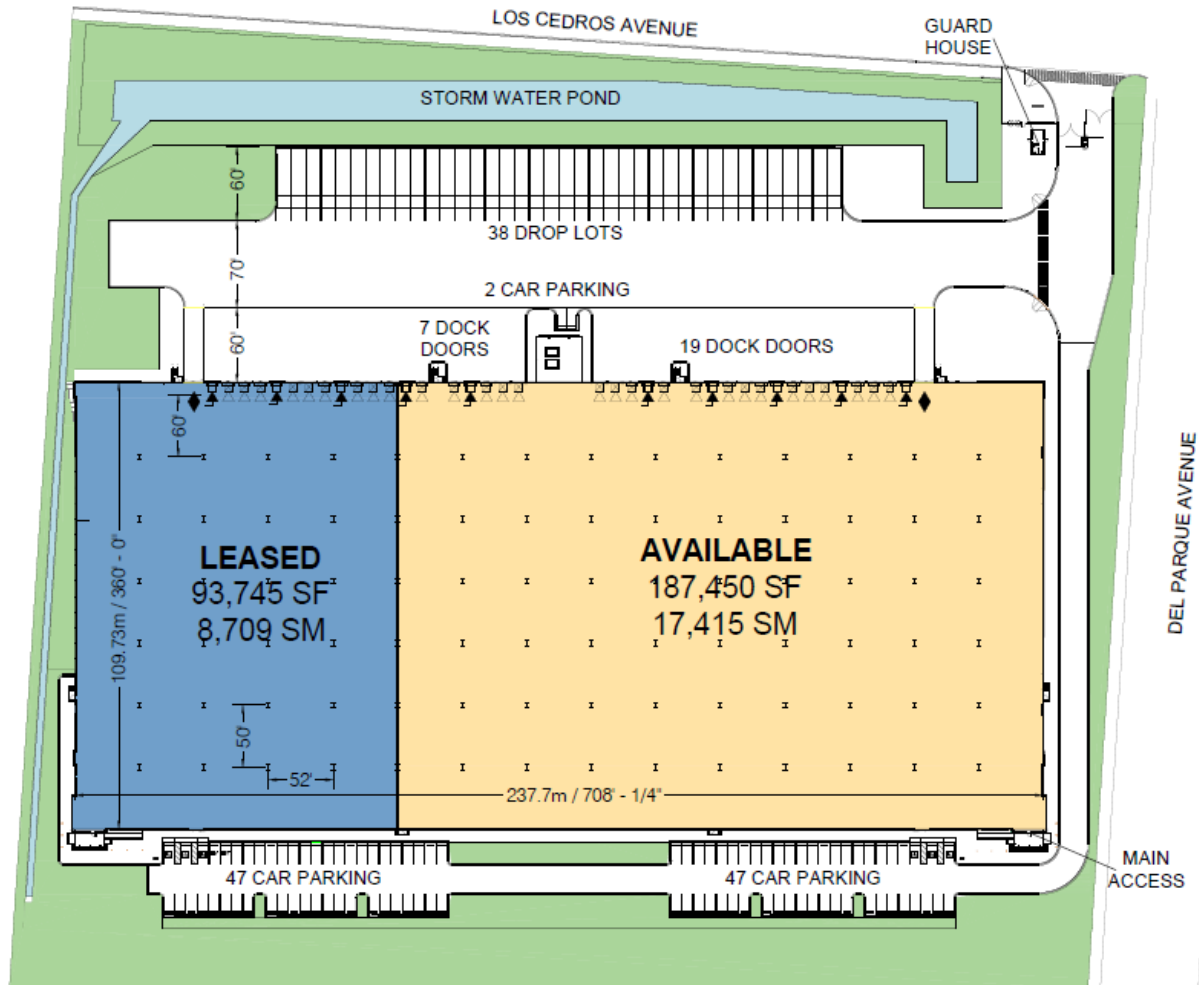 LOS CEDROS AVENUE
GUARD
HOUSE
STORM WATER POND
60'
38 DROP LOTS
70'
2 CAR PARKING
60'
7 DOCK
DOORS
19 DOCK DOORS
60'
DEL PARQUE AVENUE
LEASED
93,745 SF
8,709 SM
AVAILABLE
187,450 SF
17,415 SM
109.73m / 360' - 0"
50'
52'
237.7m / 708' - 1/4"
47 CAR PARKING
47 CAR PARKING
MAIN
ACCESS